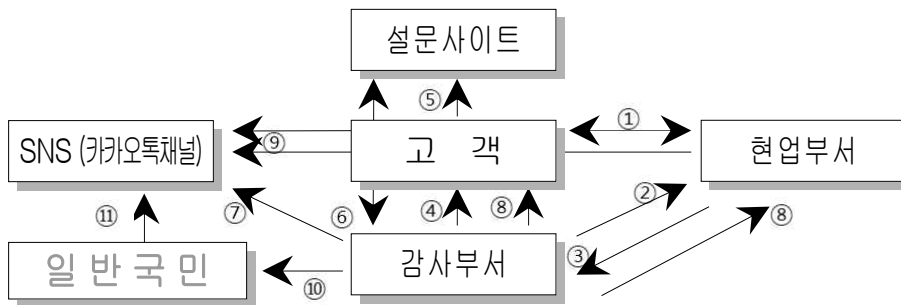 설문사이트
⑤
①
SNS (카카오톡채널)
⑨
고 객
현업부서
②
⑪
⑦
⑥
④
⑧
⑧
③
일반국민
감사부서
⑩